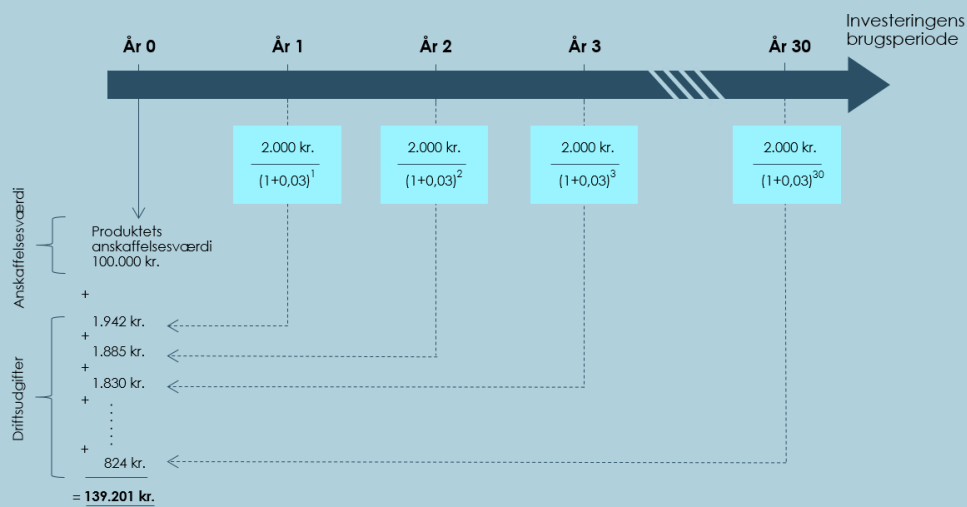 Investeringens
brugsperiode
År 0
År 1
År 2
År 3
År 30
2.000 kr.
(1+0,03)¹
2.000 kr.
(1+0,03)²
2.000 kr.
(1+0,03)³
2.000 kr.
(1+0,03)³⁰
Anskaffelsesværdi
Produktets
anskaffelsesværdi
100.000 kr.
+
Driftsudgifter
1.942 kr.
+
1.885 kr.
+
1.830 kr.
+
+
824 kr.
= 139.201 kr.